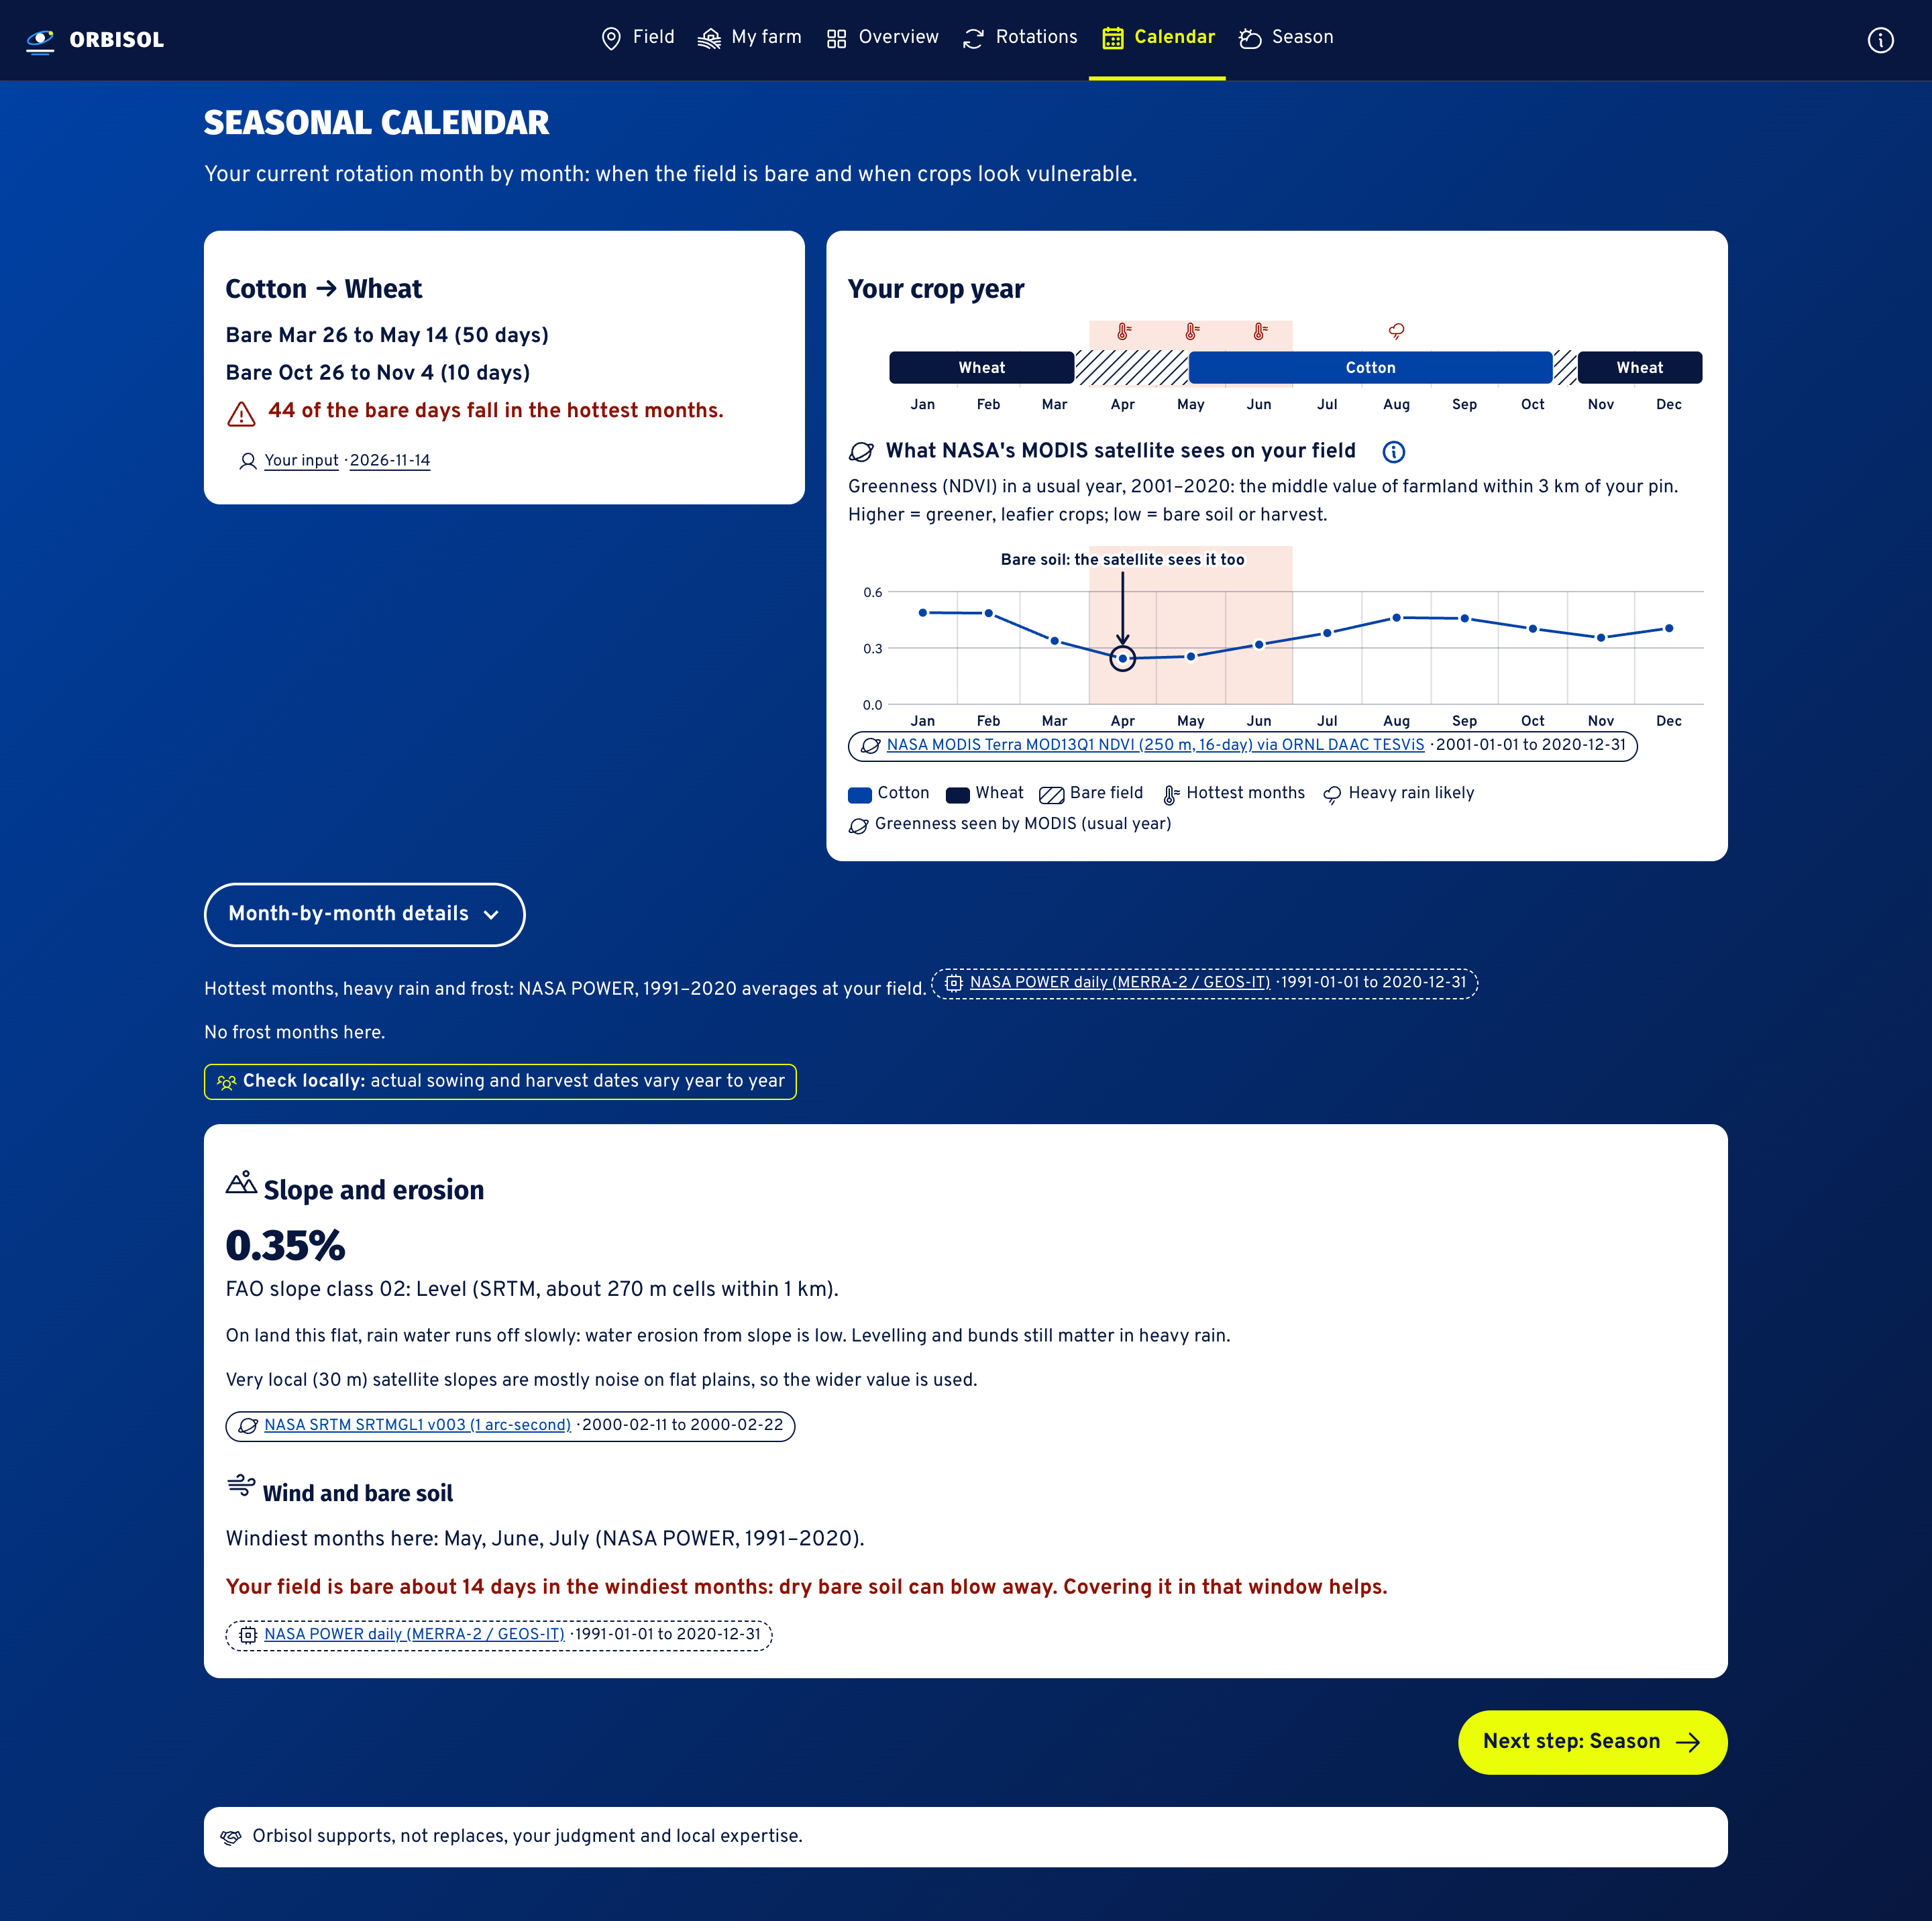 ORBISOL
Field
My farm
Overview
Rotations
Calendar
Season
SEASONAL CALENDAR
Your current rotation month by month: when the field is bare and when crops look vulnerable.
Cotton → Wheat
Bare Mar 26 to May 14 (50 days)
Bare Oct 26 to Nov 4 (10 days)
44 of the bare days fall in the hottest months.
Your input · 2026-11-14
Your crop year
Wheat Cotton Wheat
Jan Feb Mar Apr May Jun Jul Aug Sep Oct Nov Dec
What NASA's MODIS satellite sees on your field
Greenness (NDVI) in a usual year, 2001–2020: the middle value of farmland within 3 km of your pin.
Higher = greener, leafier crops; low = bare soil or harvest.
Bare soil: the satellite sees it too
0.6
0.3
0.0
Jan Feb Mar Apr May Jun Jul Aug Sep Oct Nov Dec
NASA MODIS Terra MOD13Q1 NDVI (250 m, 16-day) via ORNL DAAC TESViS · 2001-01-01 to 2020-12-31
Cotton Wheat Bare field Hottest months Heavy rain likely
Greenness seen by MODIS (usual year)
Month-by-month details
Hottest months, heavy rain and frost: NASA POWER, 1991–2020 averages at your field. NASA POWER daily (MERRA-2 / GEOS-IT) · 1991-01-01 to 2020-12-31
No frost months here.
Check locally: actual sowing and harvest dates vary year to year
Slope and erosion
0.35%
FAO slope class 02: Level (SRTM, about 270 m cells within 1 km).
On land this flat, rain water runs off slowly: water erosion from slope is low. Levelling and bunds still matter in heavy rain.
Very local (30 m) satellite slopes are mostly noise on flat plains, so the wider value is used.
NASA SRTM SRTMGL1 v003 (1 arc-second) · 2000-02-11 to 2000-02-22
Wind and bare soil
Windiest months here: May, June, July (NASA POWER, 1991–2020).
Your field is bare about 14 days in the windiest months: dry bare soil can blow away. Covering it in that window helps.
NASA POWER daily (MERRA-2 / GEOS-IT) · 1991-01-01 to 2020-12-31
Next step: Season →
Orbisol supports, not replaces, your judgment and local expertise.